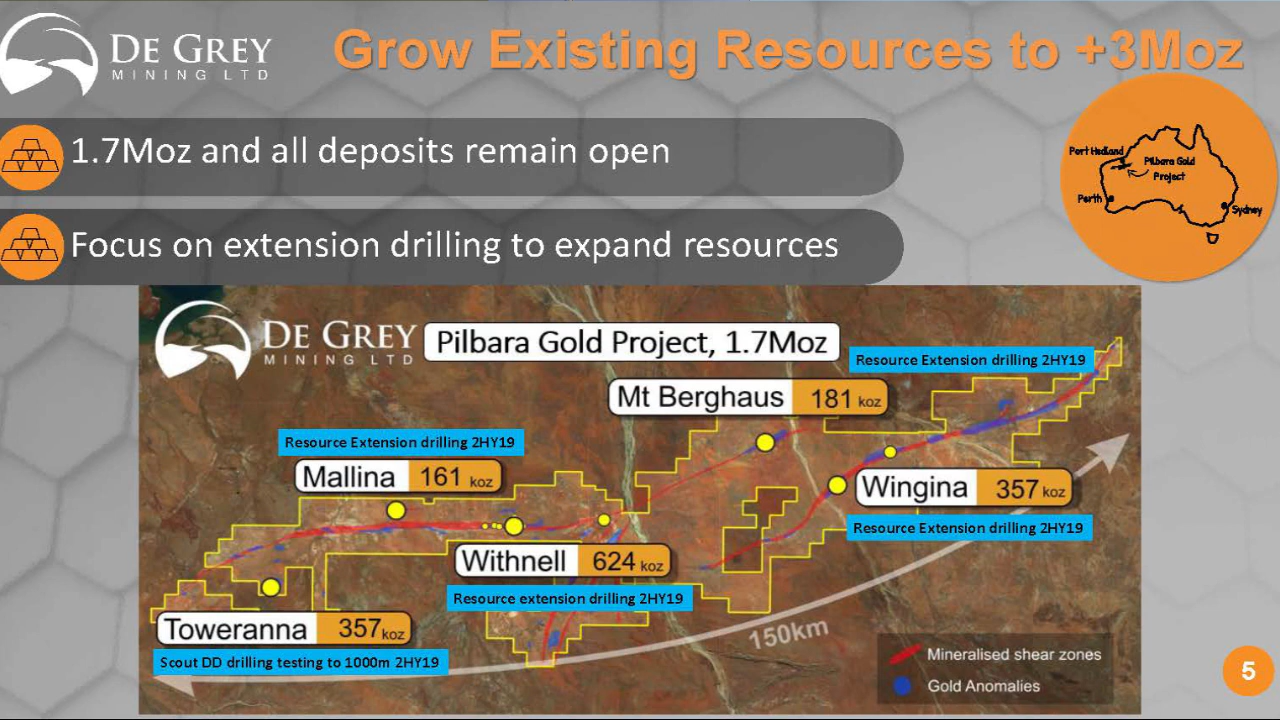 DE GREY
MINING LTD
Grow Existing Resources to +3Moz
1.7Moz and all deposits remain open
Focus on extension drilling to expand resources
Port Hedland
Pilbara Gold
Project
Perth
Sydney
DE GREY
MINING LTD
Pilbara Gold Project, 1.7Moz
Resource Extension drilling 2HY19
Mt Berghaus 181 koz
Resource Extension drilling 2HY19
Mallina 161 koz
Wingina 357 koz
Resource Extension drilling 2HY19
Withnell 624 koz
Resource extension drilling 2HY19
Toweranna 357 koz
Scout DD drilling testing to 1000m 2HY19
150km
Mineralised shear zones
Gold Anomalies
5